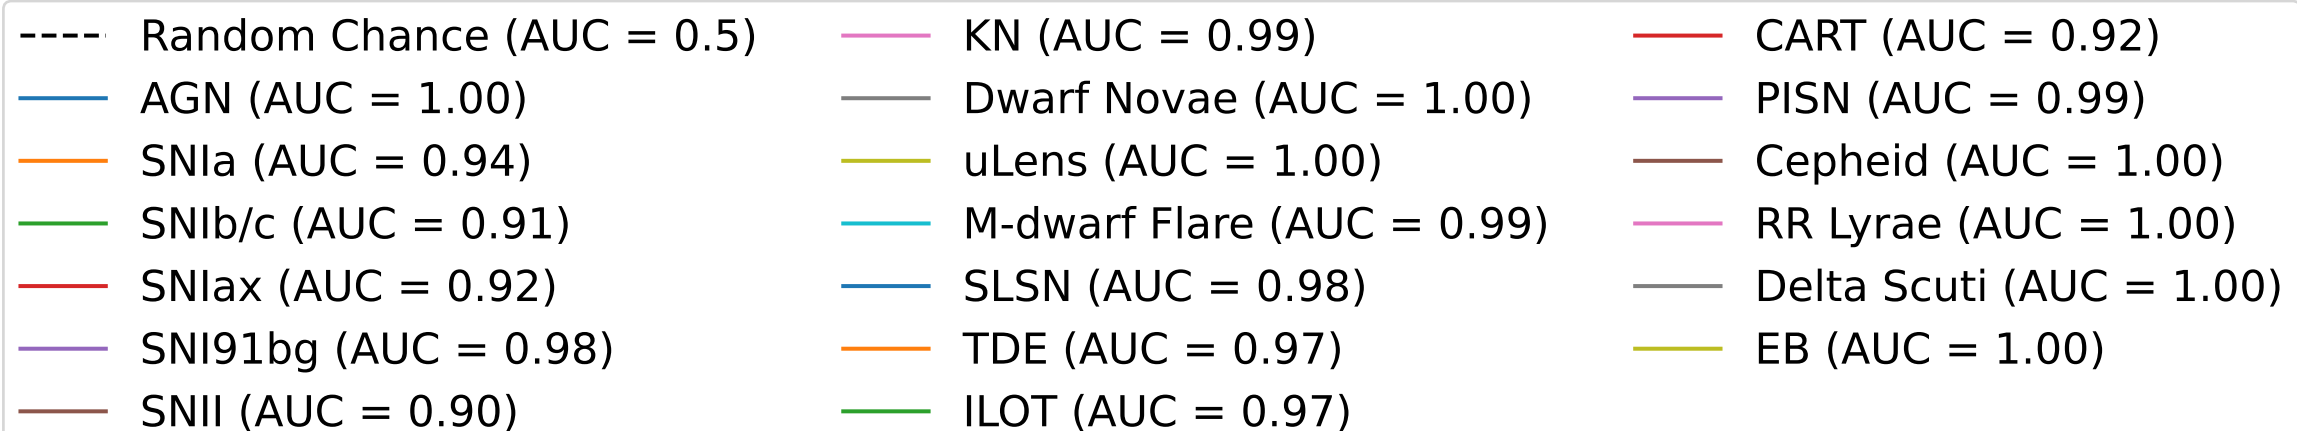 Random Chance (AUC = 0.5)
AGN (AUC = 1.00)
SNIa (AUC = 0.94)
SNIb/c (AUC = 0.91)
SNIax (AUC = 0.92)
SNI91bg (AUC = 0.98)
SNII (AUC = 0.90)
KN (AUC = 0.99)
Dwarf Novae (AUC = 1.00)
uLens (AUC = 1.00)
M-dwarf Flare (AUC = 0.99)
SLSN (AUC = 0.98)
TDE (AUC = 0.97)
ILOT (AUC = 0.97)
CART (AUC = 0.92)
PISN (AUC = 0.99)
Cepheid (AUC = 1.00)
RR Lyrae (AUC = 1.00)
Delta Scuti (AUC = 1.00)
EB (AUC = 1.00)